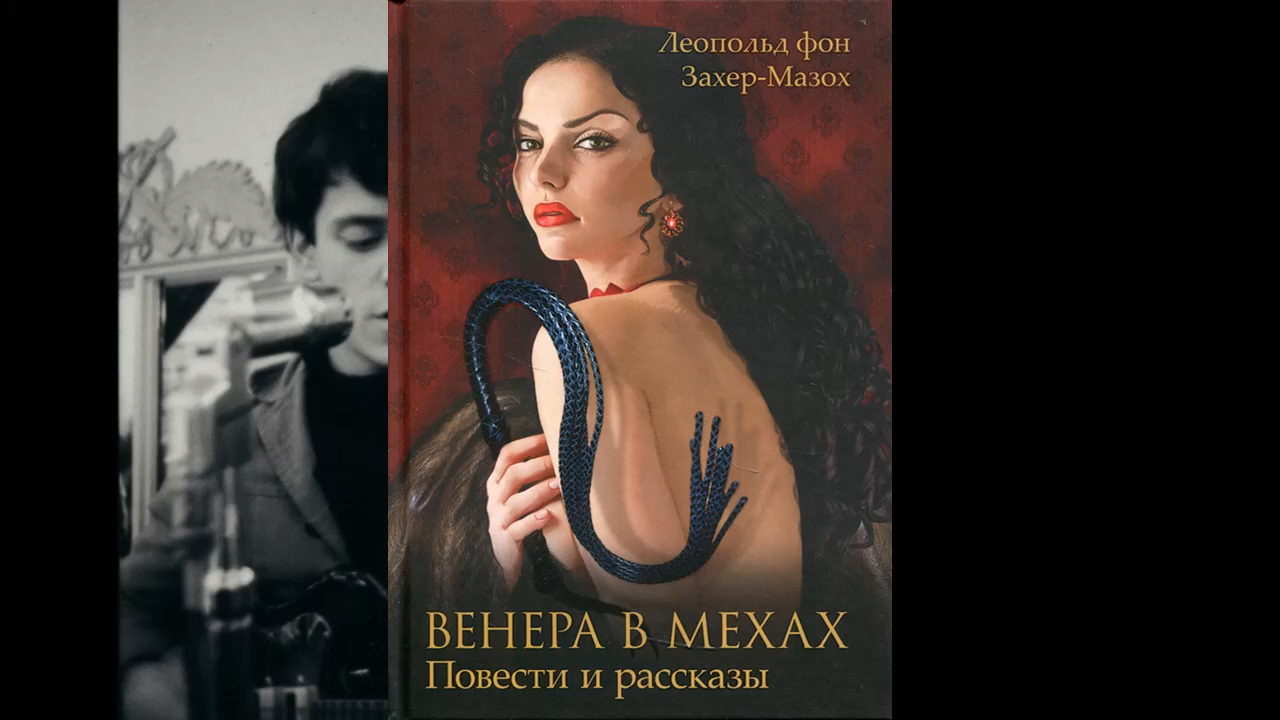 Леопольд фон
Захер-Мазох
ВЕНЕРА В МЕХАХ
Повести и рассказы